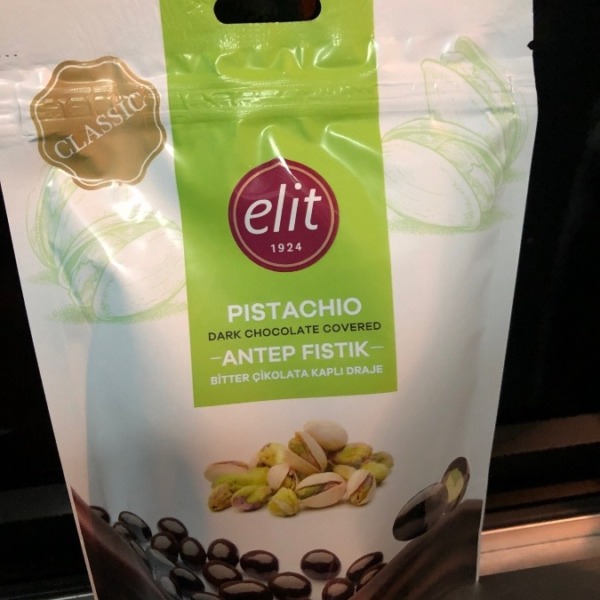 CLASSIC
elit
1924
PISTACHIO
DARK CHOCOLATE COVERED
ANTEP FISTIK
BİTTER ÇİKOLATA KAPLI DRAJE